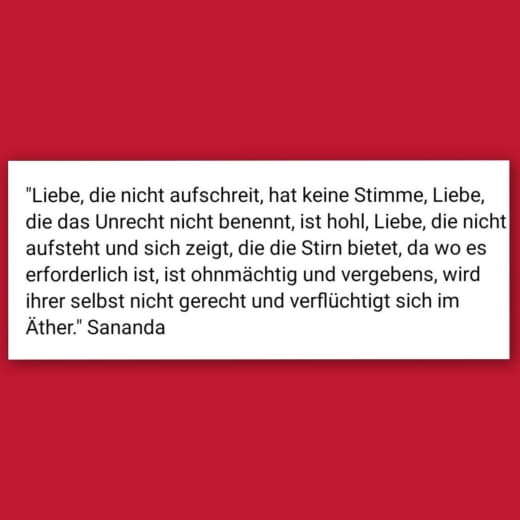 "Liebe, die nicht aufschreit, hat keine Stimme, Liebe,
die das Unrecht nicht benennt, ist hohl, Liebe, die nicht
aufsteht und sich zeigt, die die Stirn bietet, da wo es
erforderlich ist, ist ohnmächtig und vergebens, wird
ihrer selbst nicht gerecht und verflüchtigt sich im
Äther." Sananda